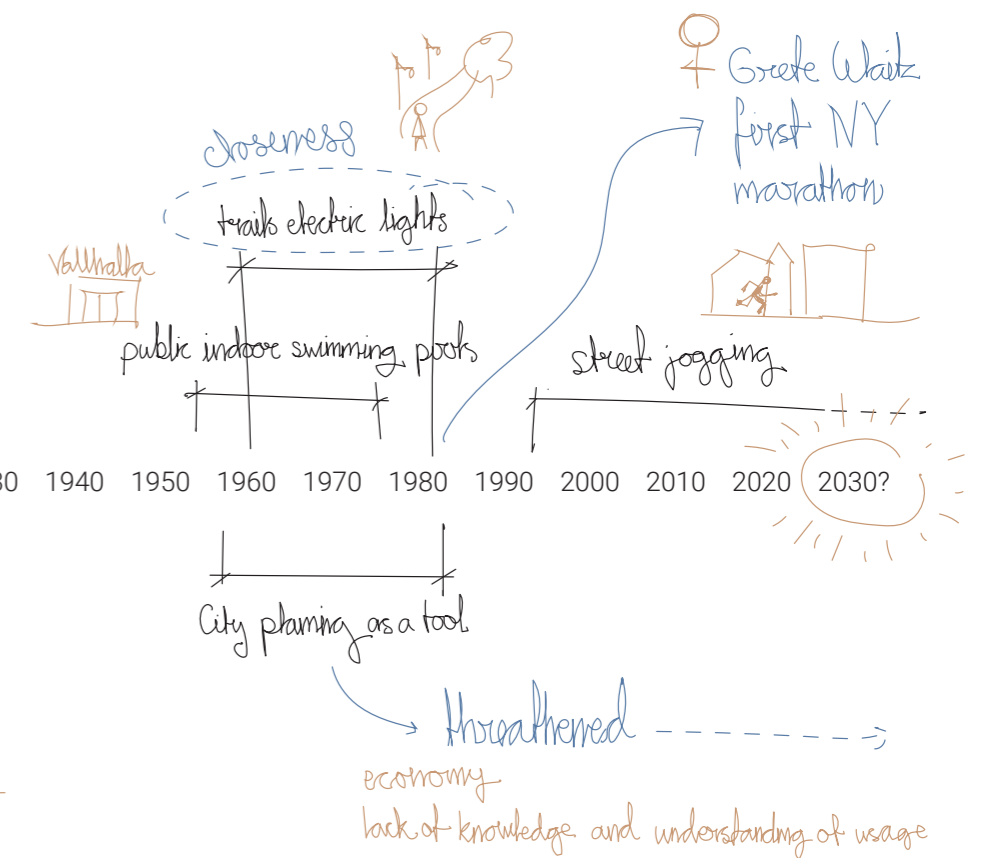 Grete Waitz
first NY
marathon
closeness
trails electric lights
Vallhalla
public indoor swimming pools
street jogging
30 1940 1950 1960 1970 1980 1990 2000 2010 2020 2030?
City planing as a tool
threathened
economy
lack of knowledge and understanding of usage